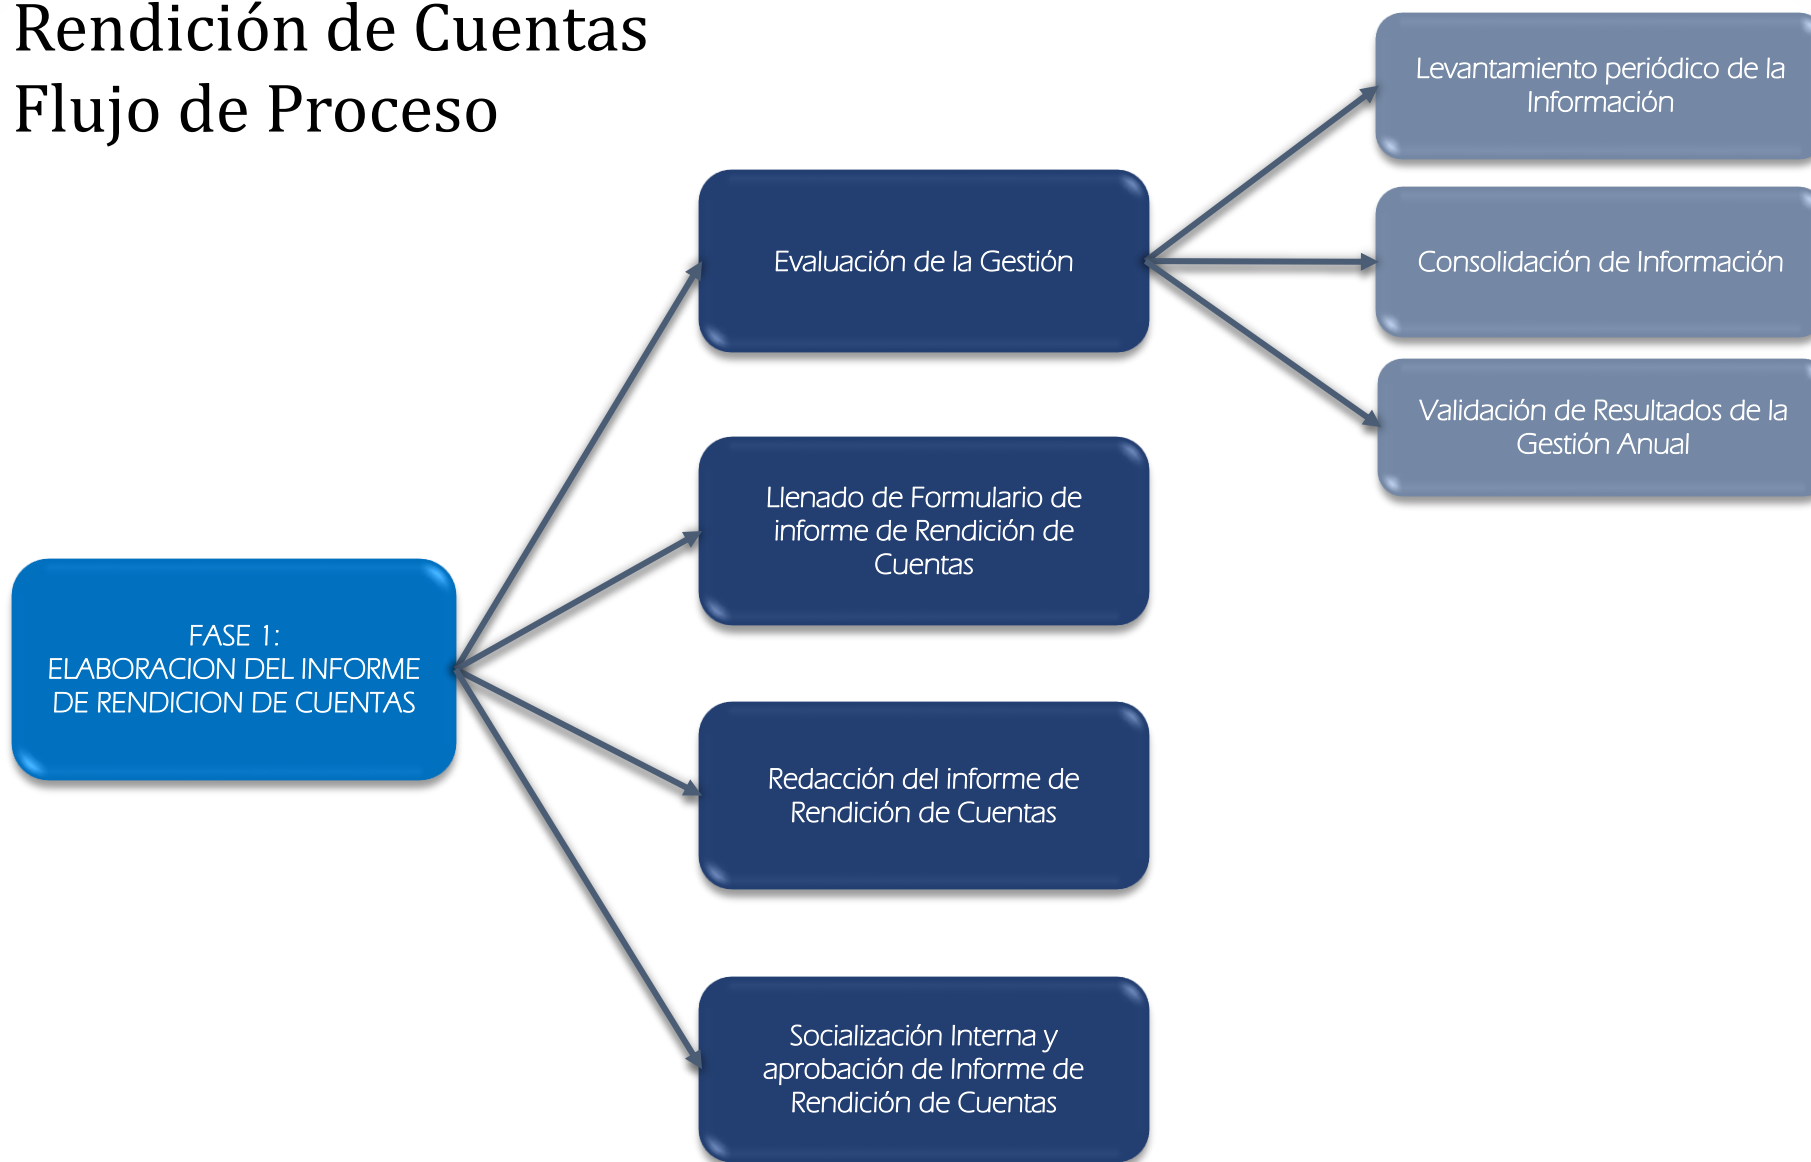 Rendición de Cuentas
Flujo de Proceso
FASE 1:
ELABORACION DEL INFORME
DE RENDICION DE CUENTAS
Evaluación de la Gestión
Llenado de Formulario de
informe de Rendición de
Cuentas
Redacción del informe de
Rendición de Cuentas
Socialización Interna y
aprobación de Informe de
Rendición de Cuentas
Levantamiento periódico de la
Información
Consolidación de Información
Validación de Resultados de la
Gestión Anual